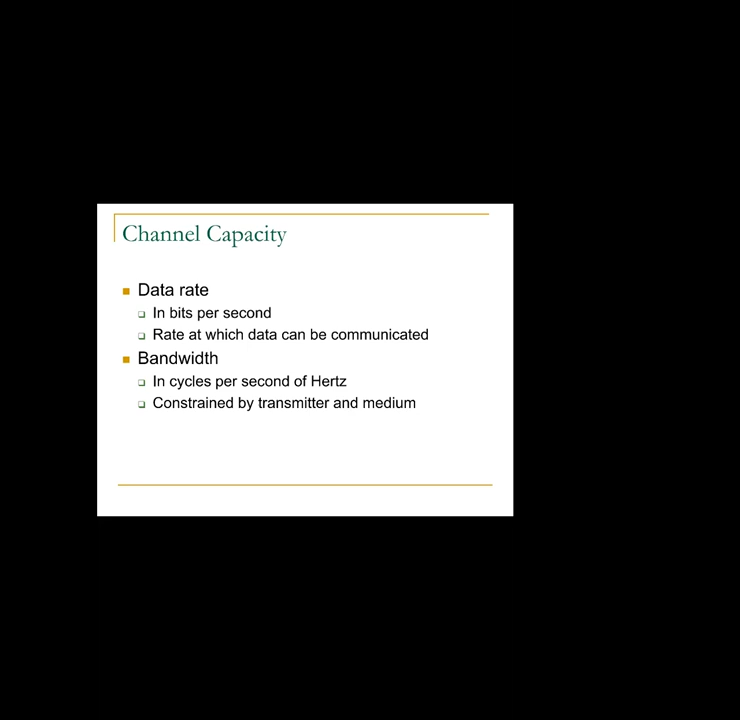 Channel Capacity
Data rate
In bits per second
Rate at which data can be communicated
Bandwidth
In cycles per second of Hertz
Constrained by transmitter and medium